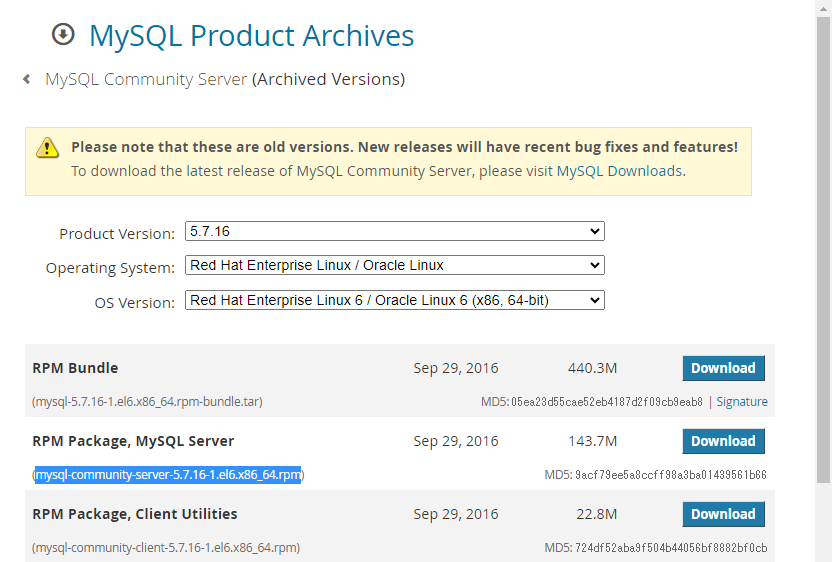 MySQL Product Archives
MySQL Community Server (Archived Versions)
Please note that these are old versions. New releases will have recent bug fixes and features!
To download the latest release of MySQL Community Server, please visit MySQL Downloads.
Product Version: 5.7.16
Operating System: Red Hat Enterprise Linux / Oracle Linux
OS Version: Red Hat Enterprise Linux 6 / Oracle Linux 6 (x86, 64-bit)
RPM Bundle Sep 29, 2016 440.3M Download
(mysql-5.7.16-1.el6.x86_64.rpm-bundle.tar) MD5: 05ea23d55cae52eb4187d2f09cb9eab8 | Signature
RPM Package, MySQL Server Sep 29, 2016 143.7M Download
(mysql-community-server-5.7.16-1.el6.x86_64.rpm) MD5: 9acf79ee5a8ccff98a3ba01439561b66
RPM Package, Client Utilities Sep 29, 2016 22.8M Download
(mysql-community-client-5.7.16-1.el6.x86_64.rpm) MD5: 724df52aba9f504b44056bf8882bf0cb